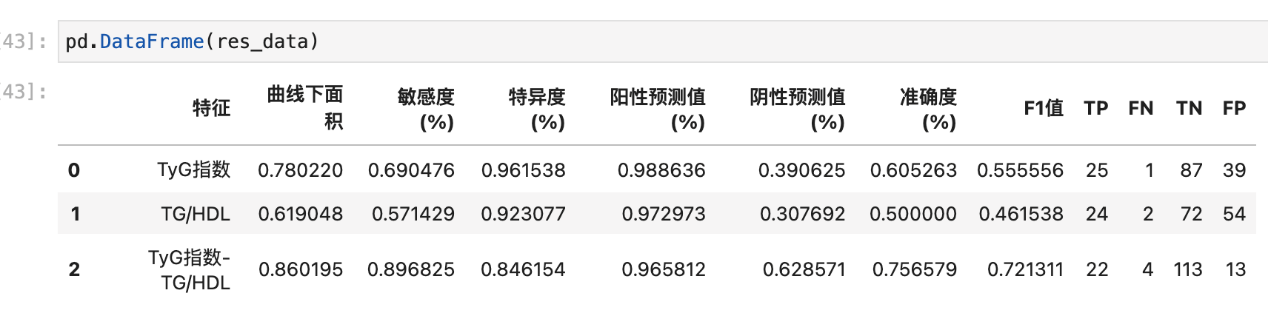 [43]: pd.DataFrame(res_data)
[43]:
特征 曲线下面积 敏感度(%) 特异度(%) 阳性预测值(%) 阴性预测值(%) 准确度(%) F1值 TP FN TN FP
0 TyG指数 0.780220 0.690476 0.961538 0.988636 0.390625 0.605263 0.555556 25 1 87 39
1 TG/HDL 0.619048 0.571429 0.923077 0.972973 0.307692 0.500000 0.461538 24 2 72 54
2 TyG指数-TG/HDL 0.860195 0.896825 0.846154 0.965812 0.628571 0.756579 0.721311 22 4 113 13